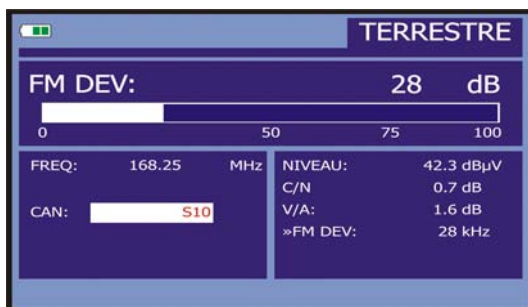 TERRESTRE
FM DEV: 28 dB
0 50 75 100
FREQ: 168.25 MHz
CAN: S10
NIVEAU: 42.3 dBµV
C/N 0.7 dB
V/A: 1.6 dB
»FM DEV: 28 kHz